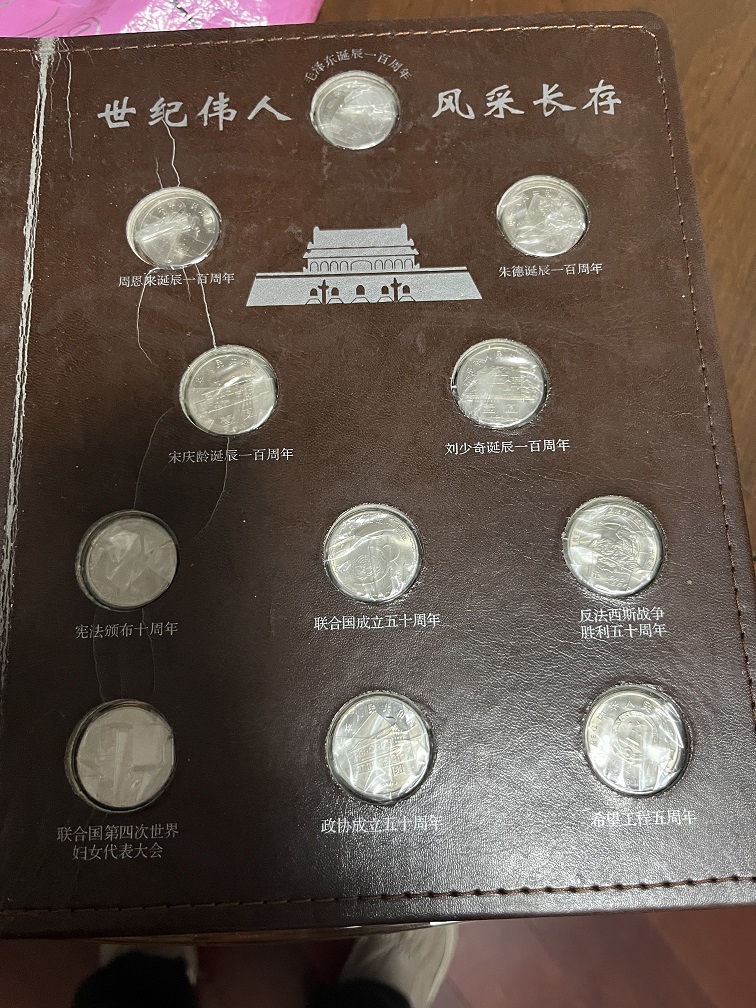 毛泽东诞辰一百周年
世纪伟人 风采长存
周恩来诞辰一百周年
朱德诞辰一百周年
宋庆龄诞辰一百周年
刘少奇诞辰一百周年
宪法颁布十周年
联合国成立五十周年
反法西斯战争
胜利五十周年
联合国第四次世界
妇女代表大会
政协成立五十周年
希望工程五周年